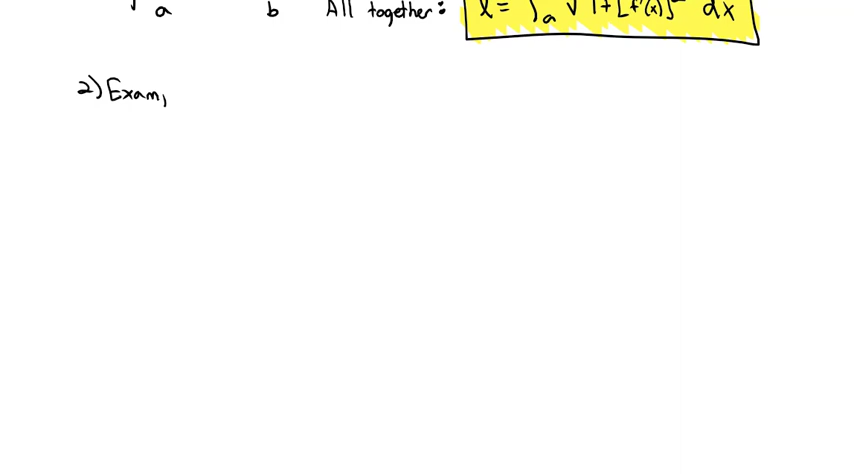 a b All together: l = ∫a √1+[f'(x)]² dx
2) Exam,